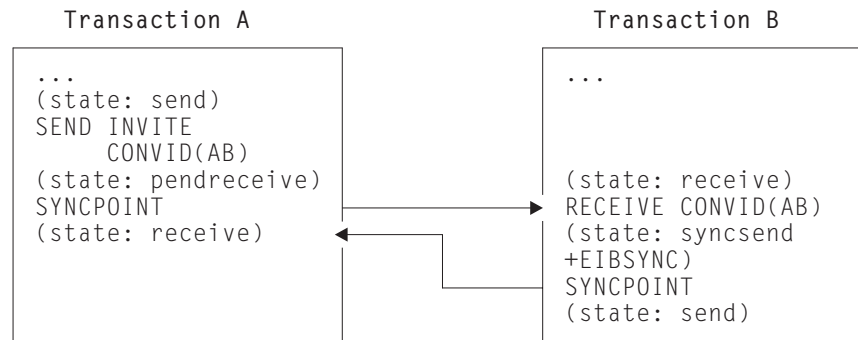 Transaction A
...
(state: send)
SEND INVITE
CONVID(AB)
(state: pendreceive)
SYNCPOINT
(state: receive)
Transaction B
...
(state: receive)
RECEIVE CONVID(AB)
(state: syncsend
+EIBSYNC)
SYNCPOINT
(state: send)